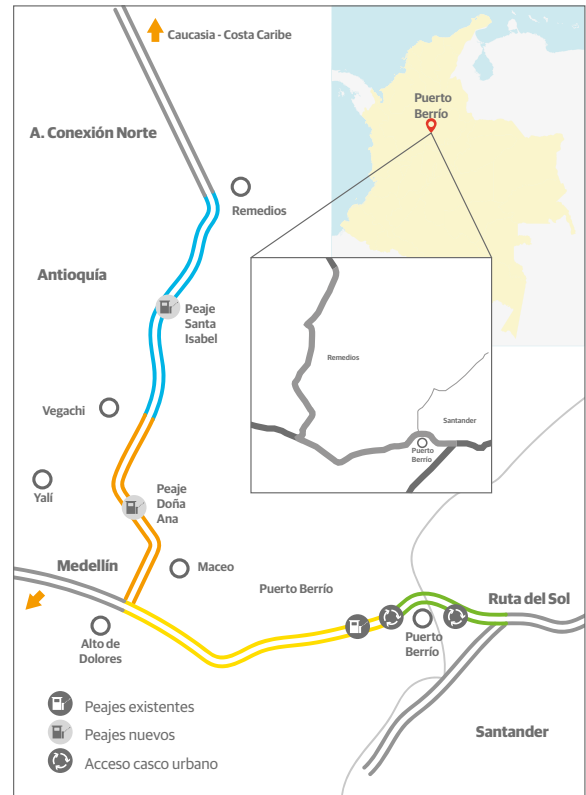 Caucasia - Costa Caribe
Puerto
Berrío
A. Conexión Norte
Remedios
Antioquía
Peaje
Santa
Isabel
Remedios
Santander
Puerto
Berrío
Vegachi
Yalí
Peaje
Doña
Ana
Medellín
Maceo
Puerto Berrío
Ruta del Sol
Alto de
Dolores
Puerto
Berrío
Peajes existentes
Peajes nuevos
Acceso casco urbano
Santander